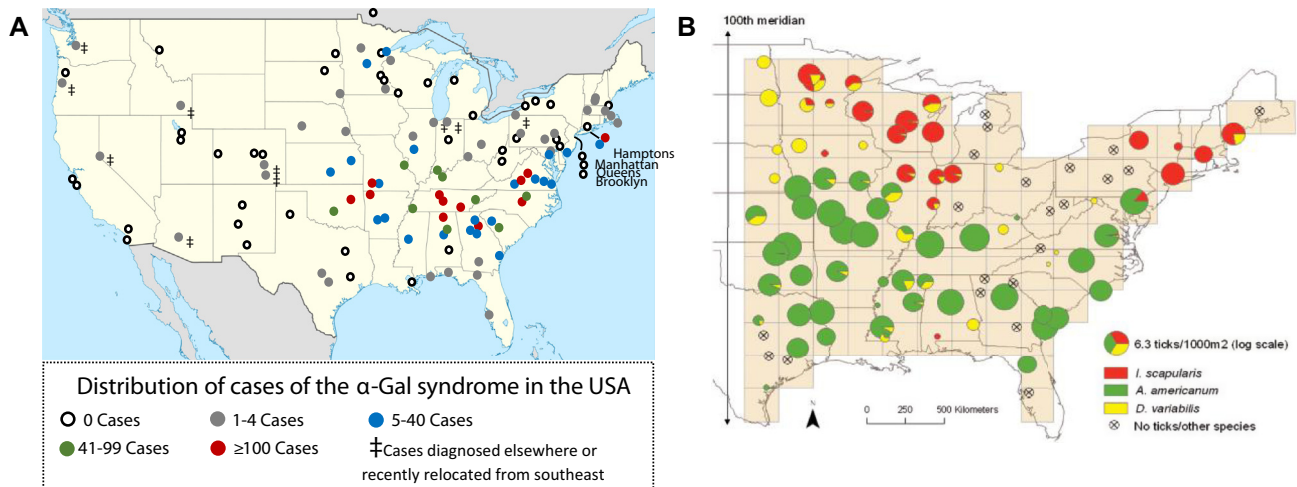 A
‡
‡
‡
‡
‡
‡
‡
‡
‡
‡
Hamptons
Manhattan
Queens
Brooklyn
Distribution of cases of the α-Gal syndrome in the USA
0 Cases
1-4 Cases
5-40 Cases
41-99 Cases
≥100 Cases
‡Cases diagnosed elsewhere or
recently relocated from southeast
B
100th meridian
6.3 ticks/1000m2 (log scale)
I. scapularis
A. americanum
D. variabilis
No ticks/other species
N
0 250 500 Kilometers